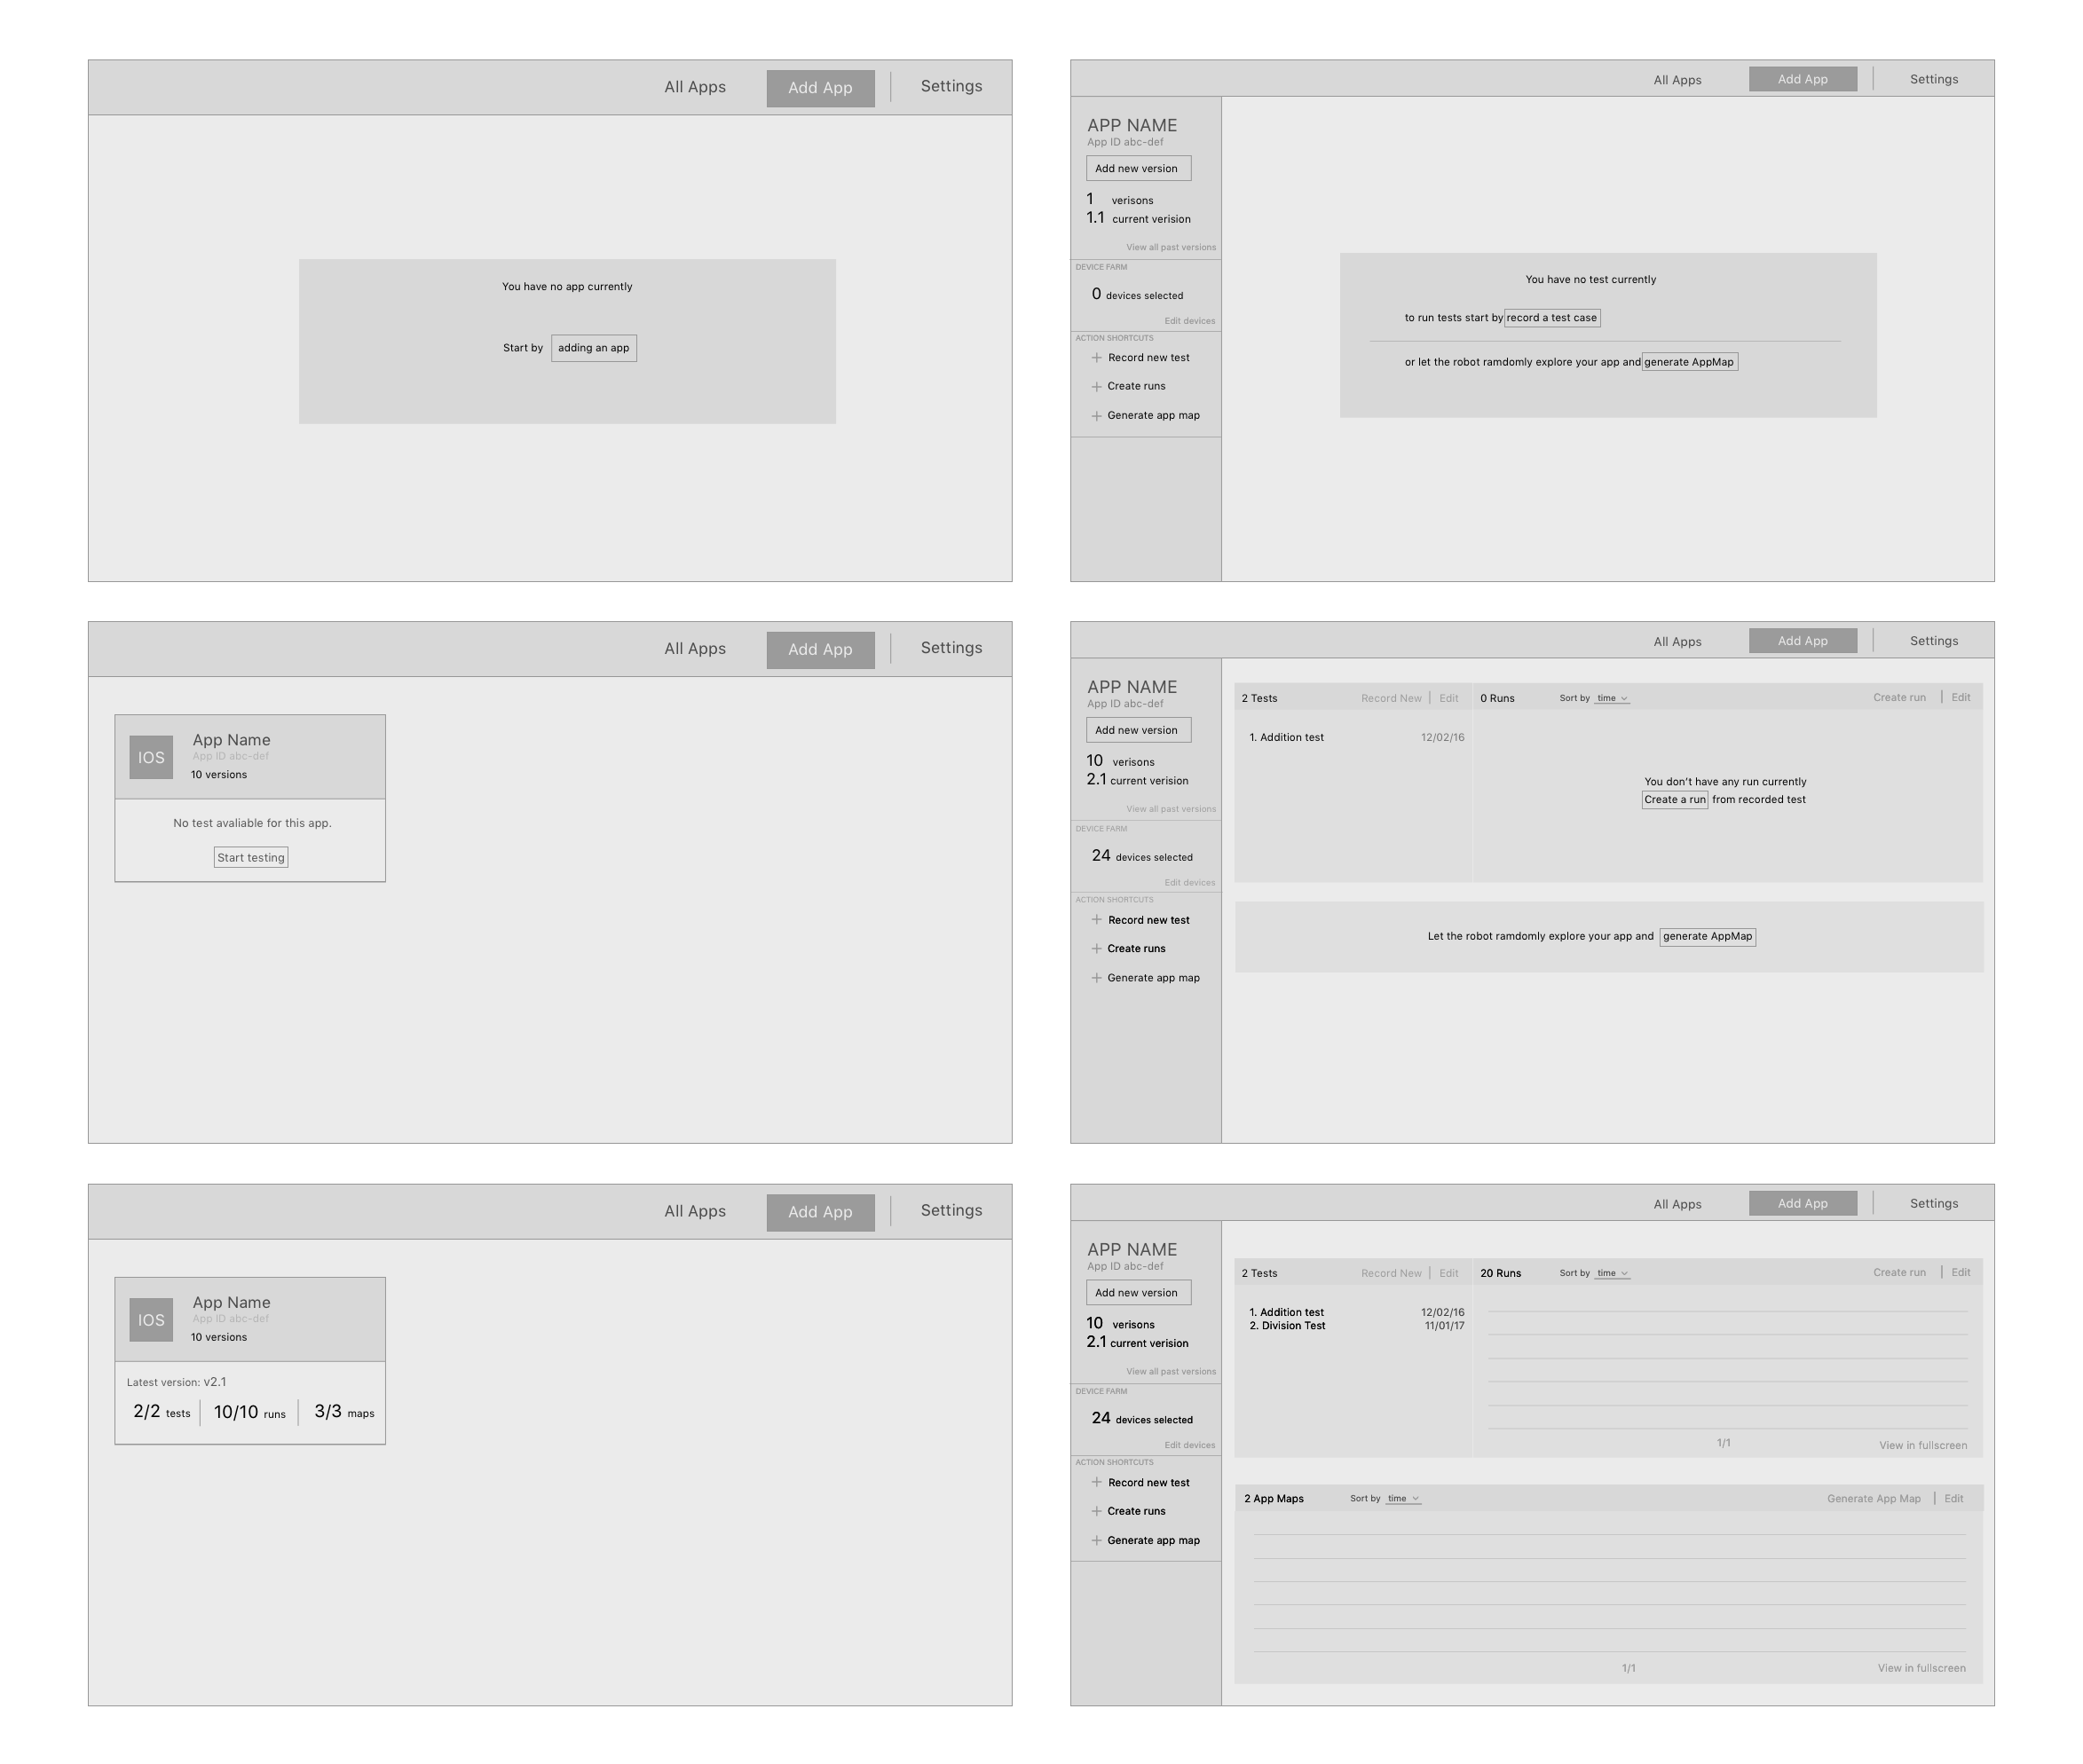 All Apps Add App Settings
You have no app currently
Start by adding an app
All Apps Add App Settings
APP NAME
App ID abc-def
Add new version
1 verisons
1.1 current verision
View all past versions
DEVICE FARM
0 devices selected
Edit devices
ACTION SHORTCUTS
+ Record new test
+ Create runs
+ Generate app map
You have no test currently
to run tests start by record a test case
or let the robot ramdomly explore your app and generate AppMap
All Apps Add App Settings
IOS
App Name
App ID abc-def
10 versions
No test avaliable for this app.
Start testing
All Apps Add App Settings
APP NAME
App ID abc-def
Add new version
10 verisons
2.1 current verision
View all past versions
DEVICE FARM
24 devices selected
Edit devices
ACTION SHORTCUTS
+ Record new test
+ Create runs
+ Generate app map
2 Tests Record New | Edit
1. Addition test 12/02/16
0 Runs Sort by time Create run | Edit
You don't have any run currently
Create a run from recorded test
Let the robot ramdomly explore your app and generate AppMap
All Apps Add App Settings
IOS
App Name
App ID abc-def
10 versions
Latest version: v2.1
2/2 tests 10/10 runs 3/3 maps
All Apps Add App Settings
APP NAME
App ID abc-def
Add new version
10 verisons
2.1 current verision
View all past versions
DEVICE FARM
24 devices selected
Edit devices
ACTION SHORTCUTS
+ Record new test
+ Create runs
+ Generate app map
2 Tests Record New | Edit
1. Addition test 12/02/16
2. Division Test 11/01/17
20 Runs Sort by time Create run | Edit
1/1 View in fullscreen
2 App Maps Sort by time Generate App Map | Edit
1/1 View in fullscreen